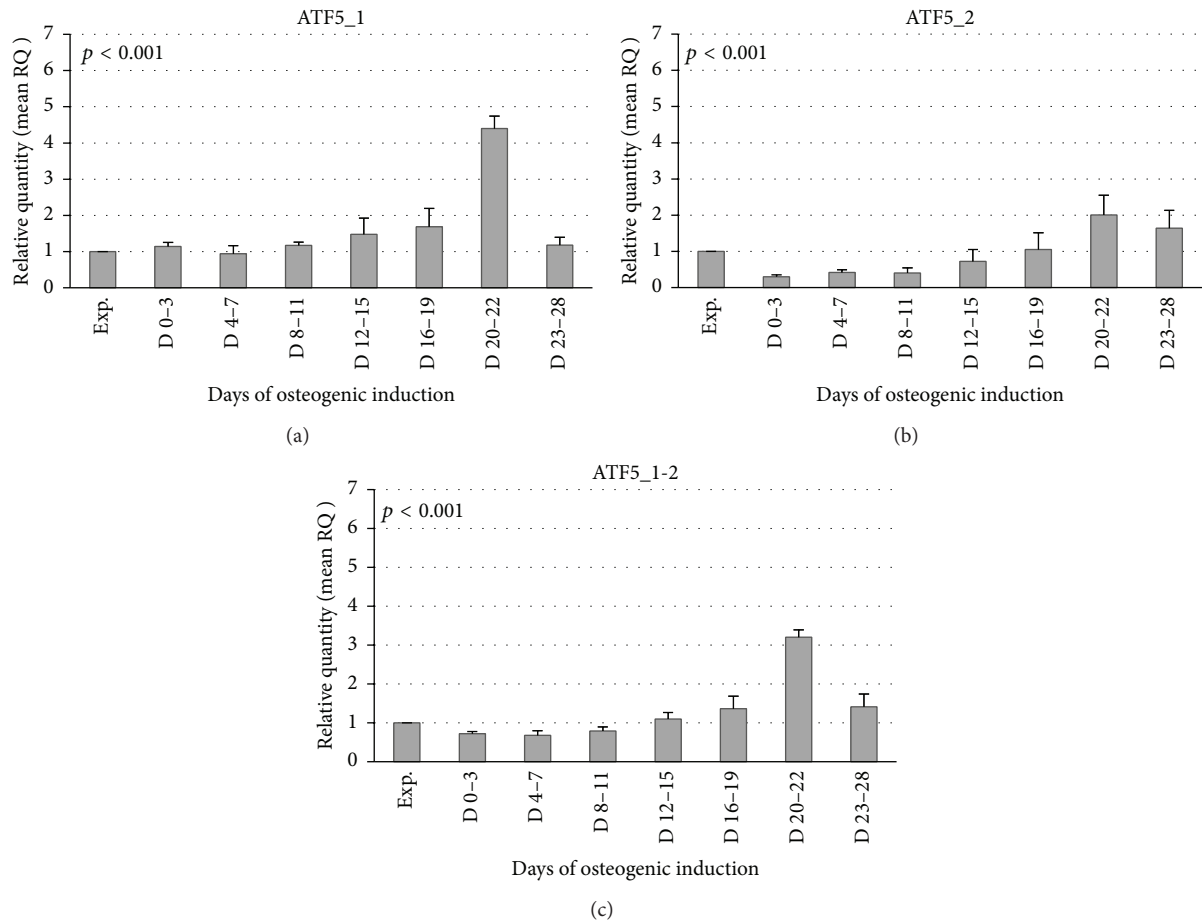 ATF5_1
p < 0.001
Relative quantity (mean RQ )
7
6
5
4
3
2
1
0
Exp.
D 0–3
D 4–7
D 8–11
D 12–15
D 16–19
D 20–22
D 23–28
Days of osteogenic induction
(a)
ATF5_2
p < 0.001
Relative quantity (mean RQ )
7
6
5
4
3
2
1
0
Exp.
D 0–3
D 4–7
D 8–11
D 12–15
D 16–19
D 20–22
D 23–28
Days of osteogenic induction
(b)
ATF5_1-2
p < 0.001
Relative quantity (mean RQ )
7
6
5
4
3
2
1
0
Exp.
D 0–3
D 4–7
D 8–11
D 12–15
D 16–19
D 20–22
D 23–28
Days of osteogenic induction
(c)